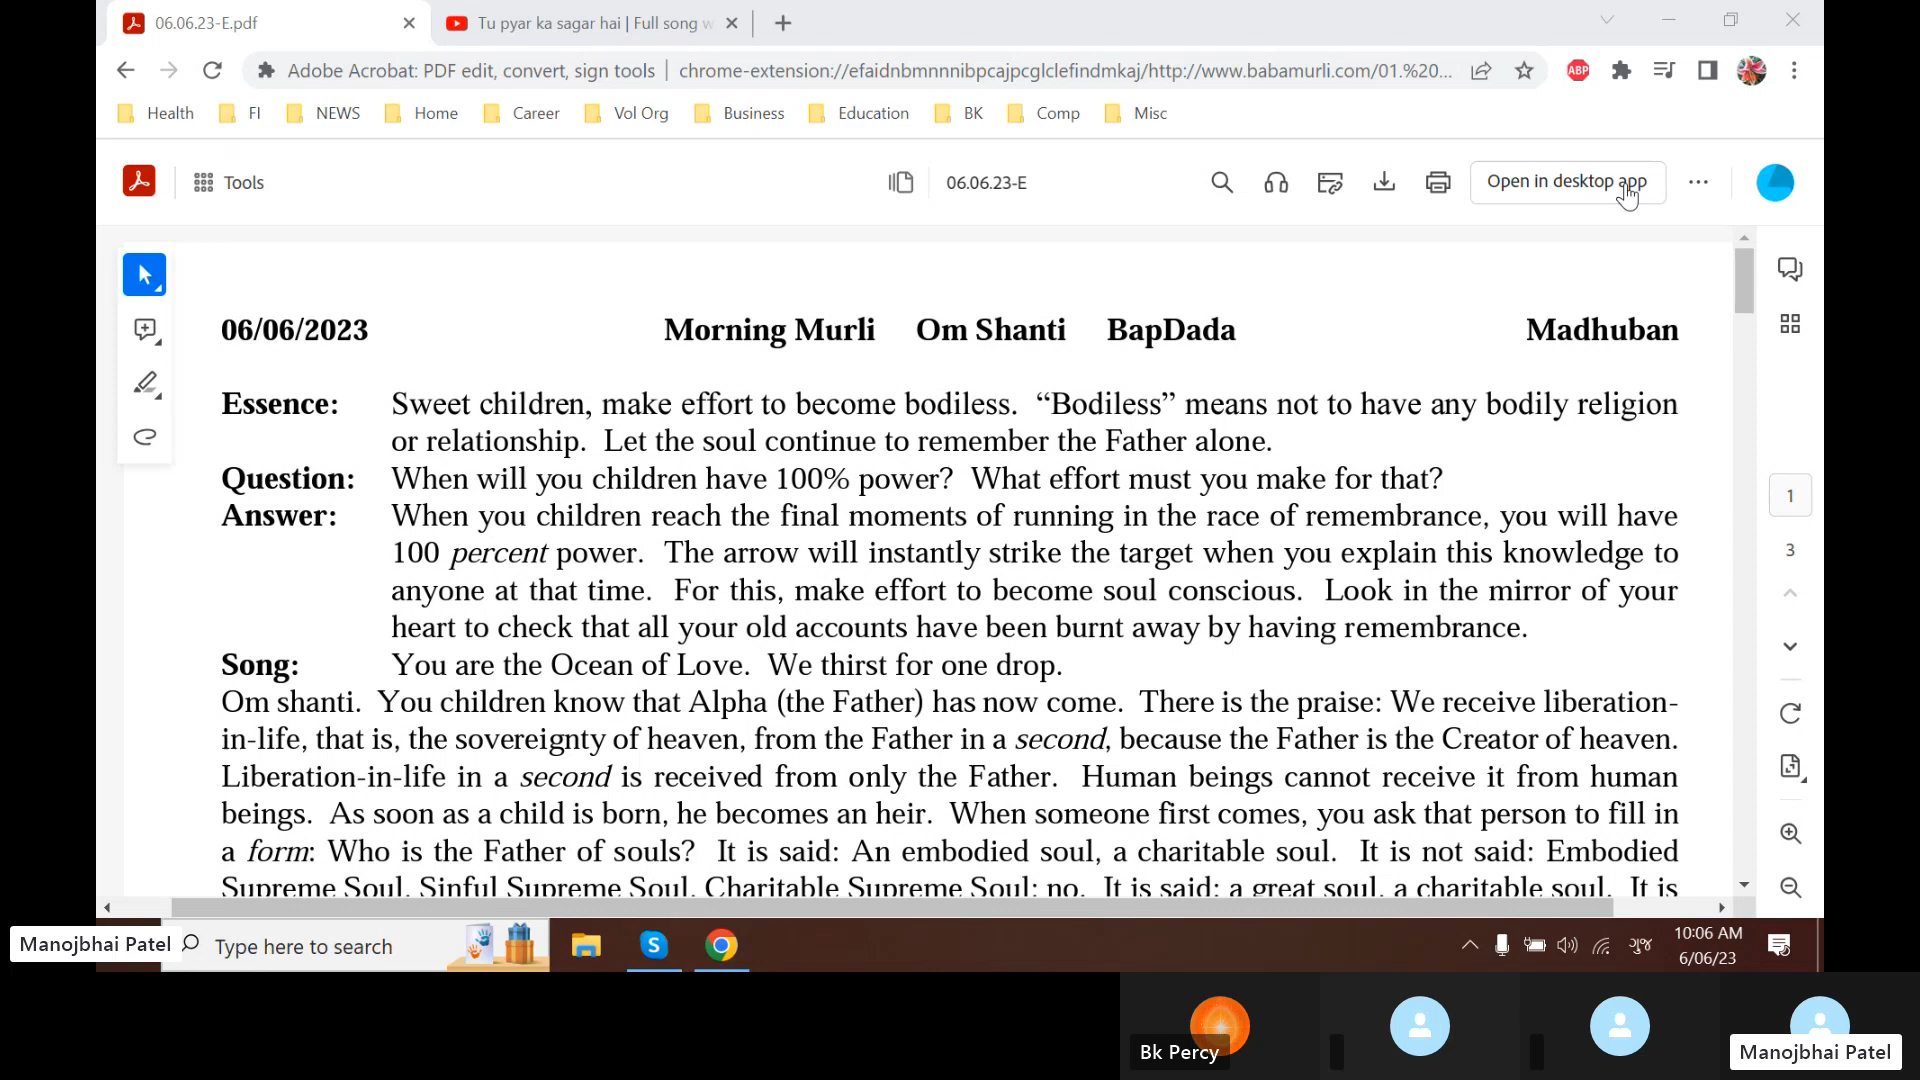 06.06.23-E.pdf
Tu pyar ka sagar hai | Full song w
Adobe Acrobat: PDF edit, convert, sign tools | chrome-extension://efaidnbmnnnibpcajpcglclefindmkaj/http://www.babamurli.com/01.%20...
ABP
Health FI NEWS Home Career Vol Org Business Education BK Comp Misc
Tools 06.06.23-E Open in desktop app
06/06/2023 Morning Murli Om Shanti BapDada Madhuban
Essence: Sweet children, make effort to become bodiless. “Bodiless” means not to have any bodily religion
or relationship. Let the soul continue to remember the Father alone.
Question: When will you children have 100% power? What effort must you make for that?
Answer: When you children reach the final moments of running in the race of remembrance, you will have
100 percent power. The arrow will instantly strike the target when you explain this knowledge to
anyone at that time. For this, make effort to become soul conscious. Look in the mirror of your
heart to check that all your old accounts have been burnt away by having remembrance.
Song: You are the Ocean of Love. We thirst for one drop.
Om shanti. You children know that Alpha (the Father) has now come. There is the praise: We receive liberation-
in-life, that is, the sovereignty of heaven, from the Father in a second, because the Father is the Creator of heaven.
Liberation-in-life in a second is received from only the Father. Human beings cannot receive it from human
beings. As soon as a child is born, he becomes an heir. When someone first comes, you ask that person to fill in
a form: Who is the Father of souls? It is said: An embodied soul, a charitable soul. It is not said: Embodied
Supreme Soul, Sinful Supreme Soul, Charitable Supreme Soul; no. It is said: a great soul, a charitable soul. It is
1
3
Manojbhai Patel
Type here to search
S
ગુજ
10:06 AM
6/06/23
Bk Percy
Manojbhai Patel